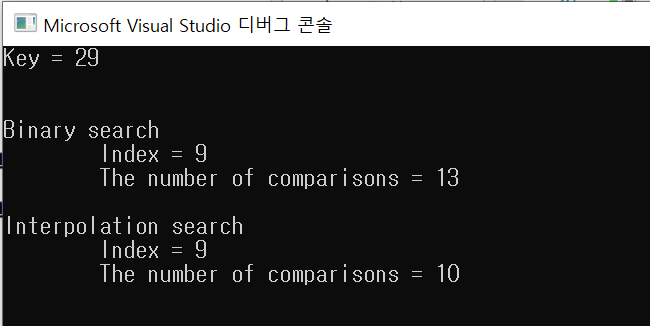 Microsoft Visual Studio 디버그 콘솔
Key = 29
Binary search
Index = 9
The number of comparisons = 13
Interpolation search
Index = 9
The number of comparisons = 10